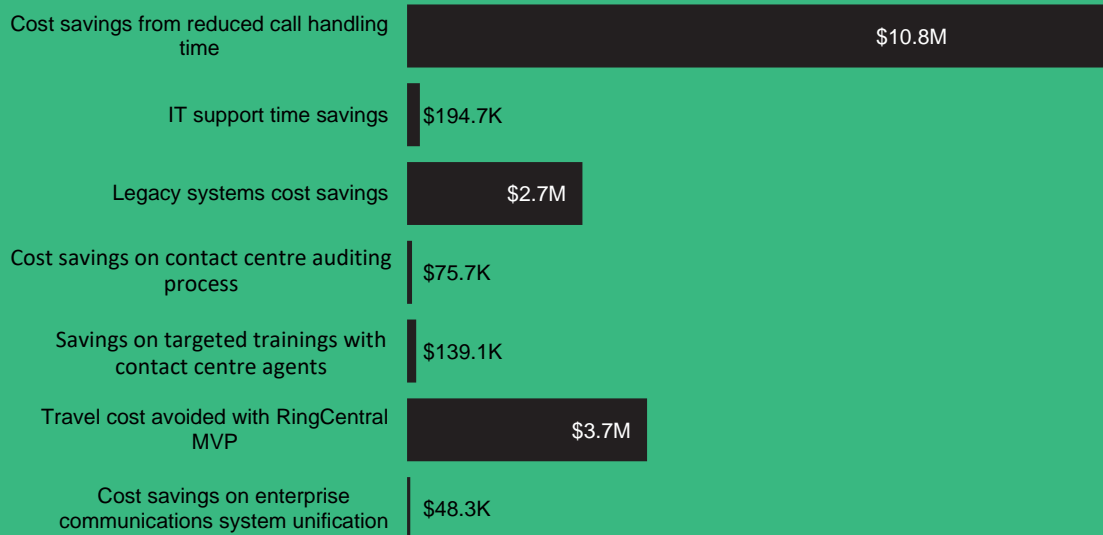 Cost savings from reduced call handling
time
$10.8M
IT support time savings
$194.7K
Legacy systems cost savings
$2.7M
Cost savings on contact centre auditing
process
$75.7K
Savings on targeted trainings with
contact centre agents
$139.1K
Travel cost avoided with RingCentral
MVP
$3.7M
Cost savings on enterprise
communications system unification
$48.3K